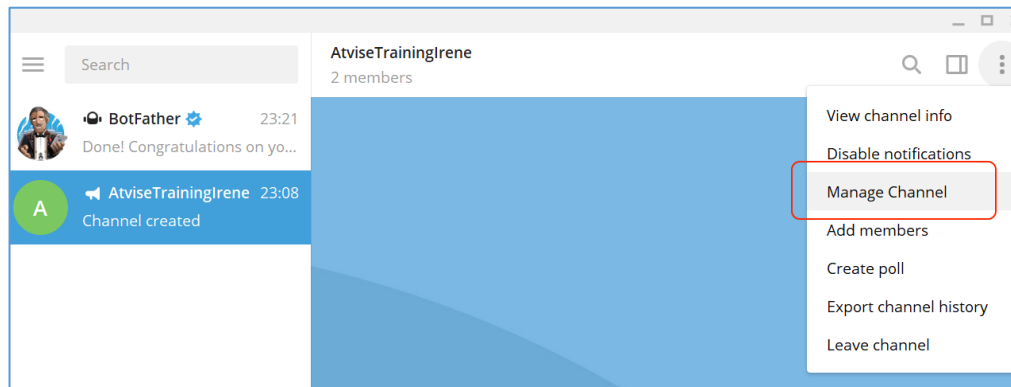 Search
BotFather 23:21
Done! Congratulations on yo...
A
AtviseTrainingIrene 23:08
Channel created
AtviseTrainingIrene
2 members
View channel info
Disable notifications
Manage Channel
Add members
Create poll
Export channel history
Leave channel